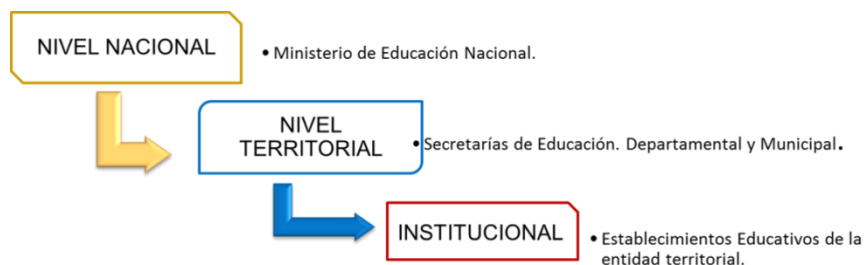 NIVEL NACIONAL
• Ministerio de Educación Nacional.
NIVEL
TERRITORIAL
• Secretarías de Educación. Departamental y Municipal.
INSTITUCIONAL
• Establecimientos Educativos de la
entidad territorial.